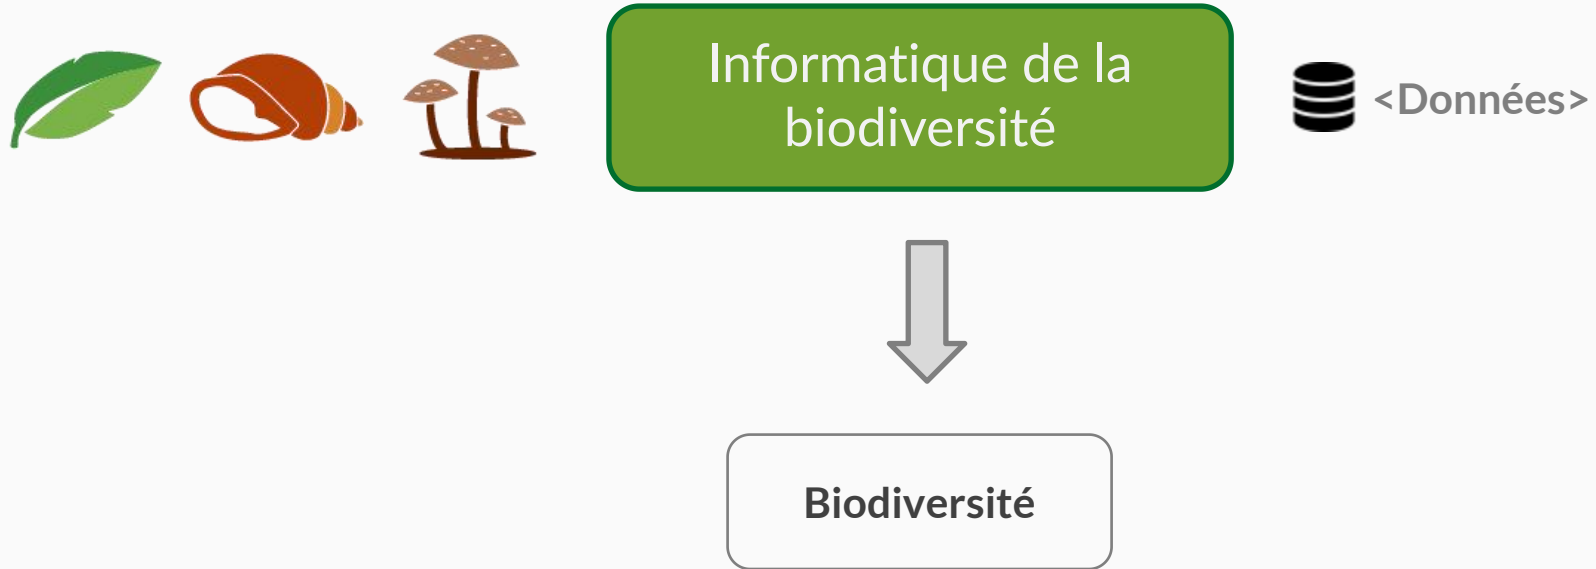 Informatique de la
biodiversité
<Données>
Biodiversité